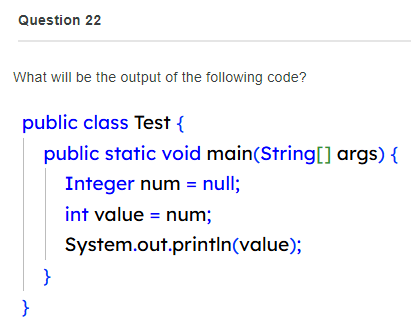 Question 22
What will be the output of the following code?
public class Test {
public static void main(String[] args) {
Integer num = null;
int value = num;
System.out.println(value);
}
}